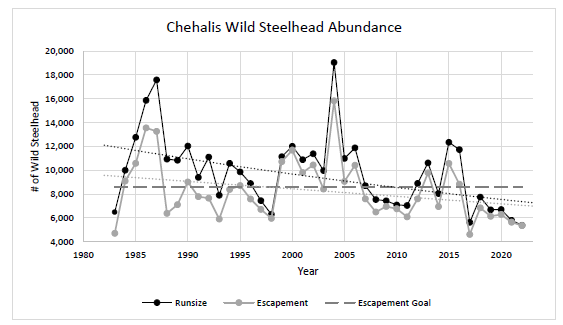 Chehalis Wild Steelhead Abundance
20,000
18,000
16,000
14,000
12,000
10,000
8,000
6,000
4,000
# of Wild Steelhead
1980 1985 1990 1995 2000 2005 2010 2015 2020
Year
Runsize Escapement Escapement Goal